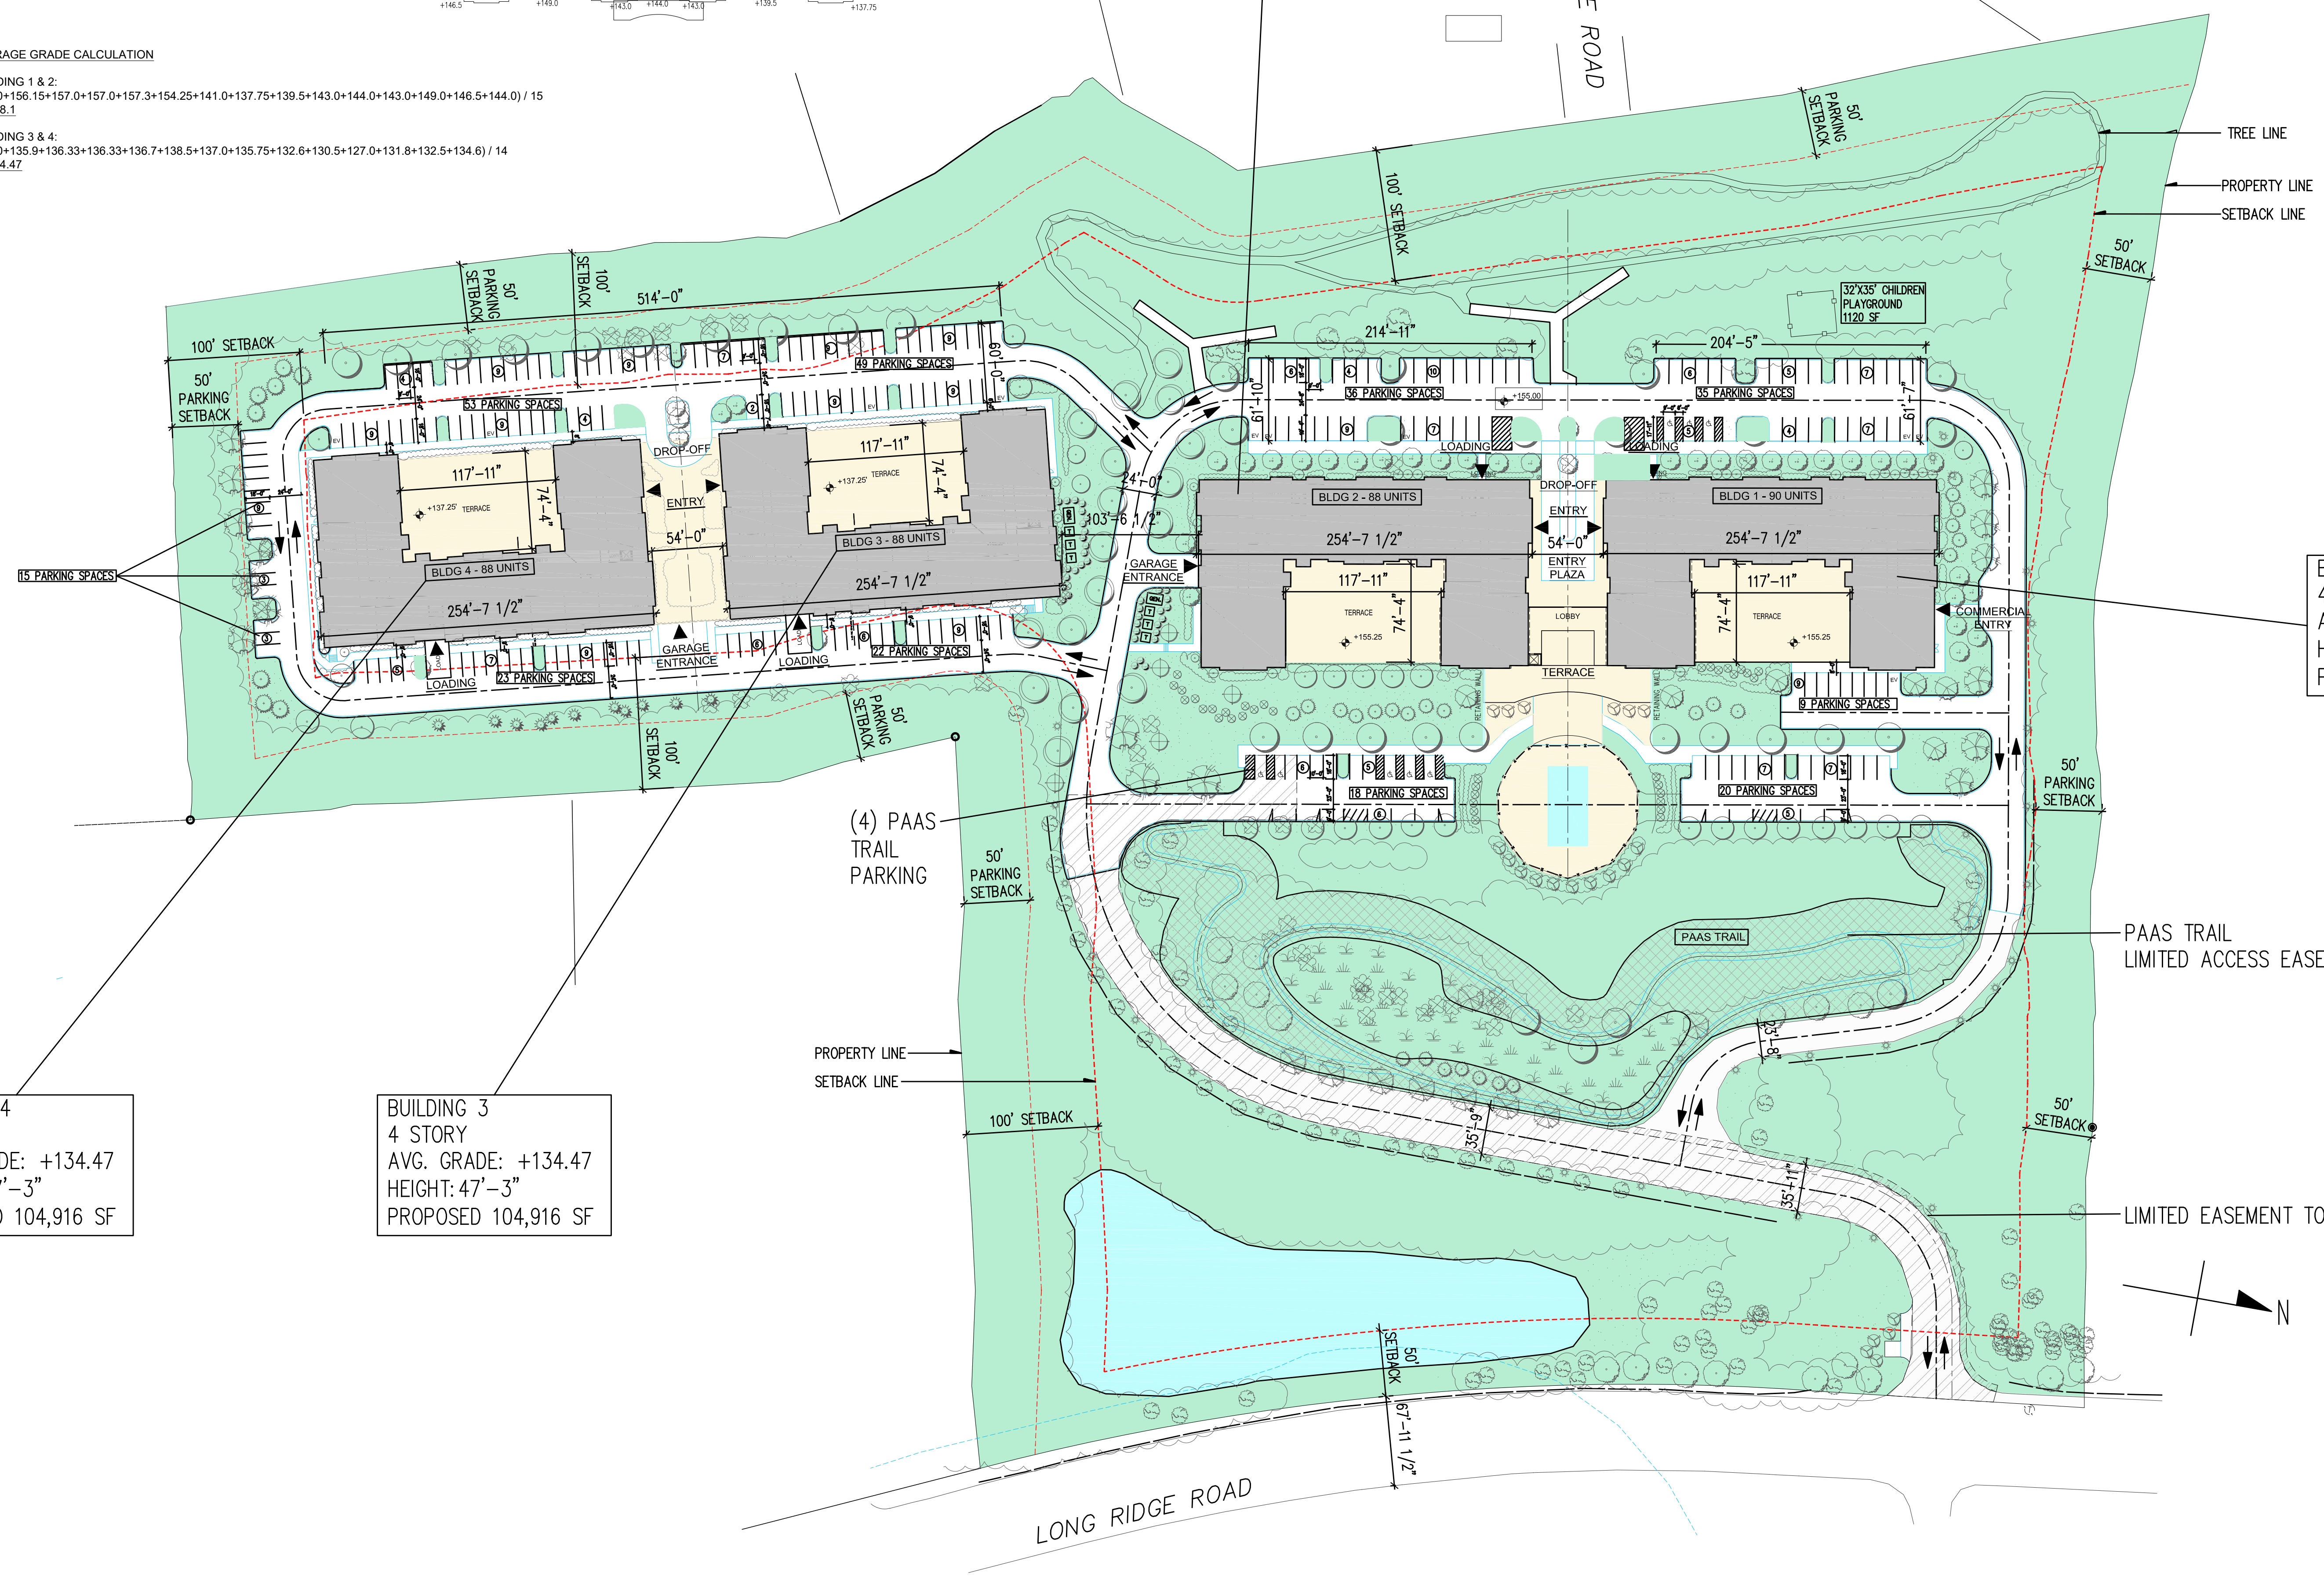 +146.5
+149.0
+143.0
+144.0
+143.0
+139.5
+137.75
RAGE GRADE CALCULATION
DING 1 & 2:
0+156.15+157.0+157.0+157.3+154.25+141.0+137.75+139.5+143.0+144.0+143.0+149.0+146.5+144.0) / 15
8.1
DING 3 & 4:
0+135.9+136.33+136.33+136.7+138.5+137.0+135.75+132.6+130.5+127.0+131.8+132.5+134.6) / 14
4.47
E ROAD
50'
PARKING
SETBACK
TREE LINE
PROPERTY LINE
SETBACK LINE
100' SETBACK
50'
SETBACK
50'
PARKING
SETBACK
100'
SETBACK
514'-0"
100' SETBACK
50'
PARKING
SETBACK
32'X35' CHILDREN
PLAYGROUND
1120 SF
214'-11"
204'-5"
49 PARKING SPACES
60'-0"
53 PARKING SPACES
61'-10"
36 PARKING SPACES
+155.00
35 PARKING SPACES
61'-7"
LOADING
LOADING
DROP-OFF
117'-11"
TERRACE
74'-4"
+137.25'
117'-11"
TERRACE
74'-4"
+137.25'
ENTRY
54'-0"
BLDG 3 - 88 UNITS
BLDG 4 - 88 UNITS
254'-7 1/2"
254'-7 1/2"
24'-0"
103'-6 1/2"
BLDG 2 - 88 UNITS
DROP-OFF
BLDG 1 - 90 UNITS
ENTRY
254'-7 1/2"
54'-0"
254'-7 1/2"
ENTRY
PLAZA
GARAGE
ENTRANCE
117'-11"
TERRACE
74'-4"
+155.25
LOBBY
117'-11"
TERRACE
74'-4"
+155.25
COMMERCIAL
ENTRY
TERRACE
RETAINING WALL
RETAINING WALL
15 PARKING SPACES
GARAGE
ENTRANCE
LOADING
22 PARKING SPACES
LOADING
23 PARKING SPACES
9 PARKING SPACES
50'
PARKING
SETBACK
100'
SETBACK
18 PARKING SPACES
20 PARKING SPACES
50'
PARKING
SETBACK
(4) PAAS
TRAIL
PARKING
50'
PARKING
SETBACK
PAAS TRAIL
PAAS TRAIL
LIMITED ACCESS EASE
PROPERTY LINE
SETBACK LINE
100' SETBACK
23'-8"
35'-9"
35'-11"
50'
SETBACK
4
DE: +134.47
7'-3"
D 104,916 SF
BUILDING 3
4 STORY
AVG. GRADE: +134.47
HEIGHT: 47'-3"
PROPOSED 104,916 SF
LIMITED EASEMENT TO
N
50'
SETBACK
67'-11 1/2"
LONG RIDGE ROAD